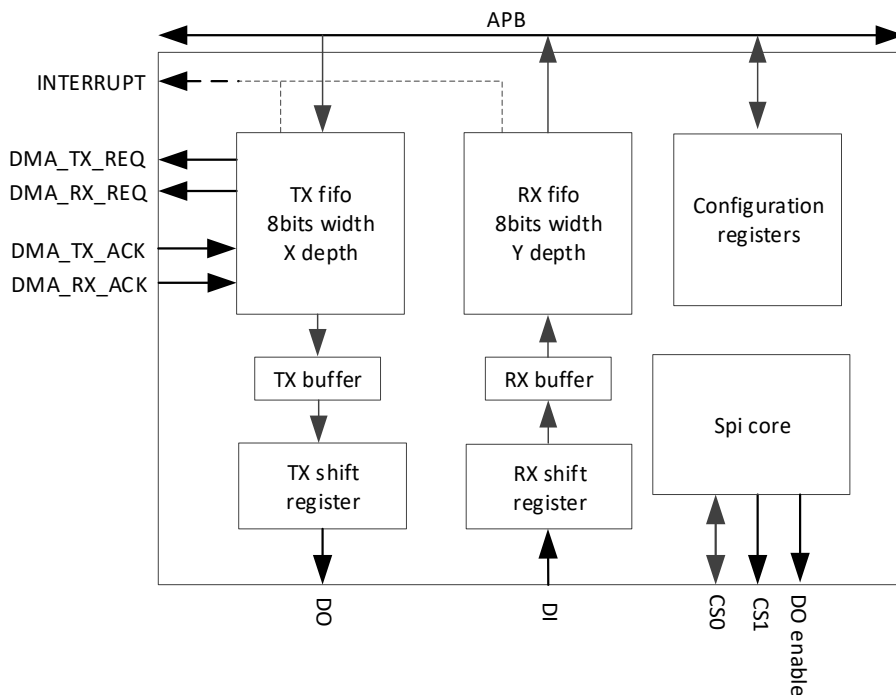 APB
INTERRUPT
DMA_TX_REQ
DMA_RX_REQ
DMA_TX_ACK
DMA_RX_ACK
TX fifo
8bits width
X depth
RX fifo
8bits width
Y depth
Configuration
registers
TX buffer
RX buffer
Spi core
TX shift
register
RX shift
register
DO
DI
CS0
CS1
DO enable